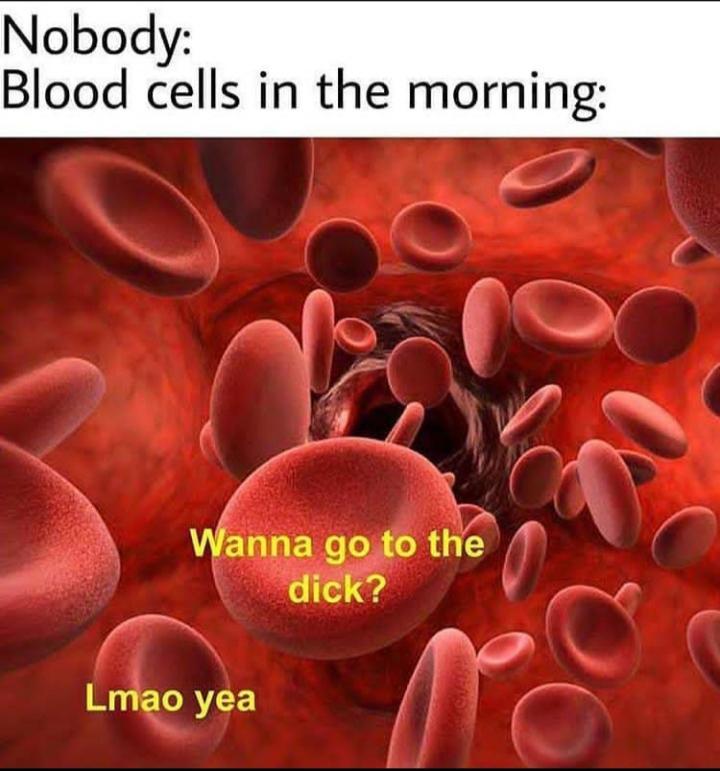 Nobody:
Blood cells in the morning:
Wanna go to the
dick?
Lmao yea